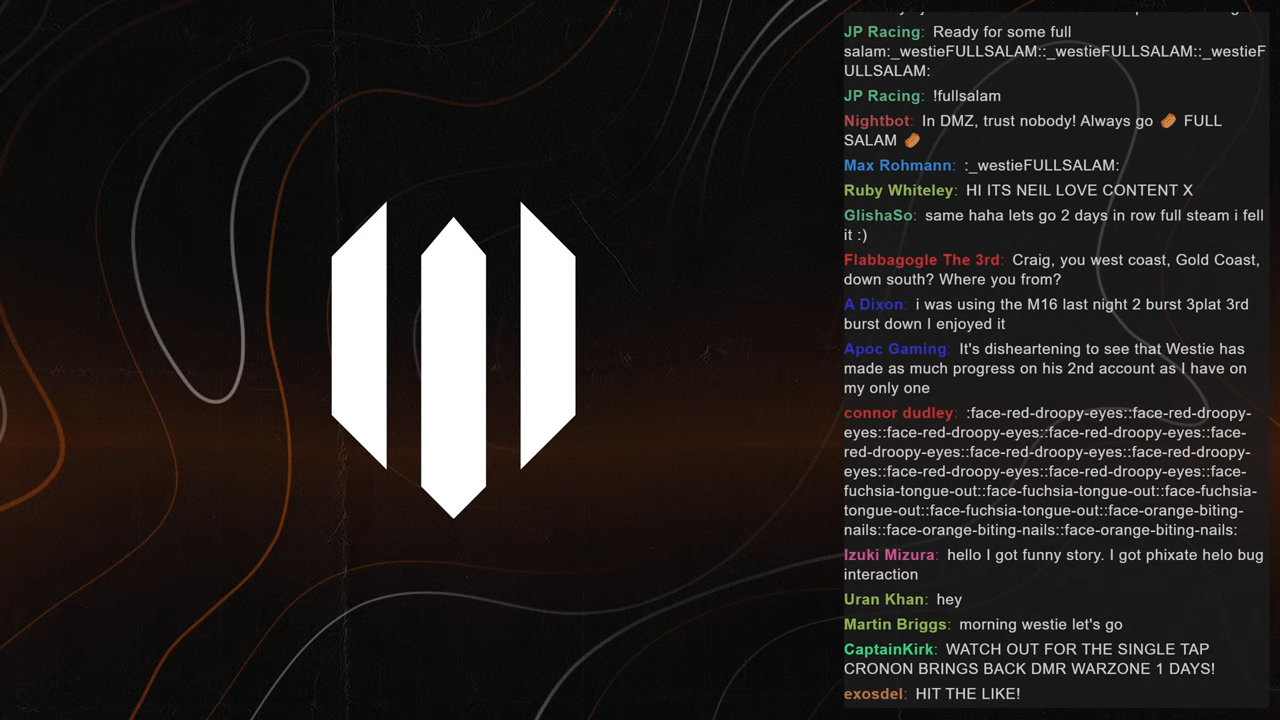 JP Racing: Ready for some full
salam:_westieFULLSALAM::_westieFULLSALAM::_westieF
ULLSALAM:
JP Racing: !fullsalam
Nightbot: In DMZ, trust nobody! Always go 🥖 FULL
SALAM 🥖
Max Rohmann: :_westieFULLSALAM:
Ruby Whiteley: HI ITS NEIL LOVE CONTENT X
GlishaSo: same haha lets go 2 days in row full steam i fell
it :)
Flabbagogle The 3rd: Craig, you west coast, Gold Coast,
down south? Where you from?
A Dixon: i was using the M16 last night 2 burst 3plat 3rd
burst down I enjoyed it
Apoc Gaming: It's disheartening to see that Westie has
made as much progress on his 2nd account as I have on
my only one
connor dudley: :face-red-droopy-eyes::face-red-droopy-
eyes::face-red-droopy-eyes::face-red-droopy-eyes::face-
red-droopy-eyes::face-red-droopy-eyes::face-red-droopy-
eyes::face-red-droopy-eyes::face-red-droopy-eyes::face-
fuchsia-tongue-out::face-fuchsia-tongue-out::face-fuchsia-
tongue-out::face-fuchsia-tongue-out::face-orange-biting-
nails::face-orange-biting-nails::face-orange-biting-nails:
Izuki Mizura: hello I got funny story. I got phixate helo bug
interaction
Uran Khan: hey
Martin Briggs: morning westie let's go
CaptainKirk: WATCH OUT FOR THE SINGLE TAP
CRONON BRINGS BACK DMR WARZONE 1 DAYS!
exosdel: HIT THE LIKE!